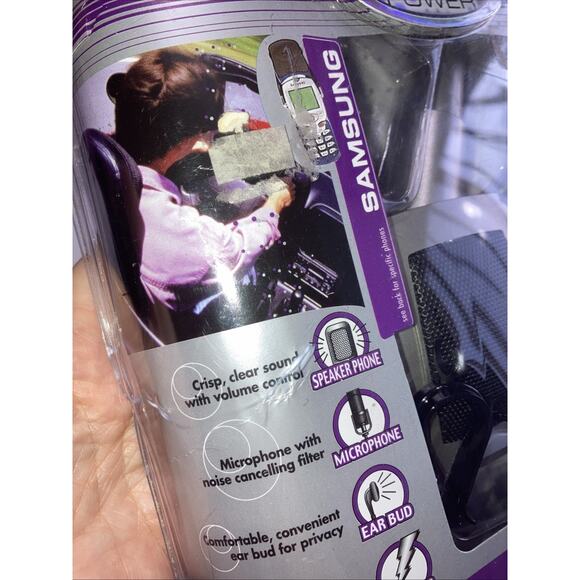 POWER
SAMSUNG
see back for specific phones
Crisp, clear sound
with volume control
SPEAKER PHONE
Microphone with
noise cancelling filter
MICROPHONE
Comfortable, convenient
ear bud for privacy
EAR BUD